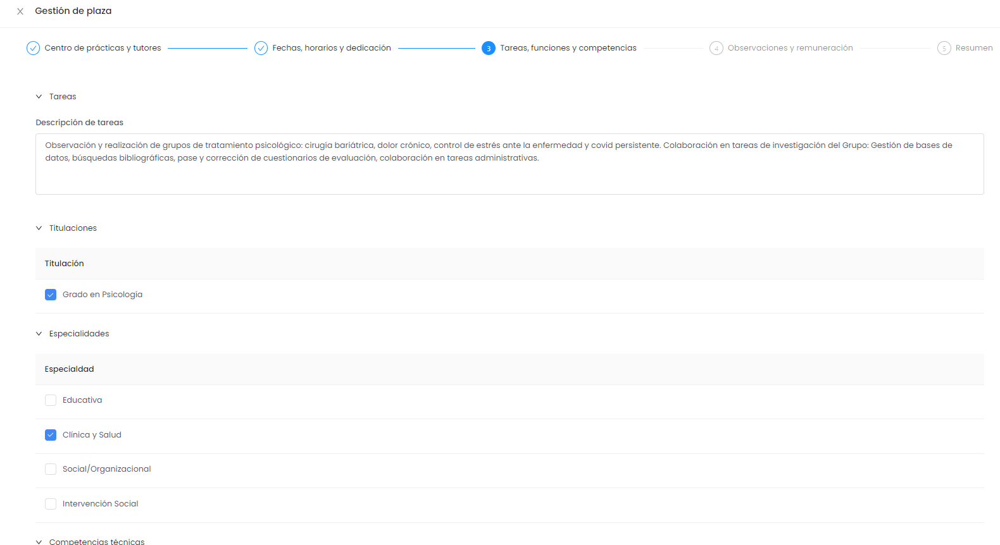 Gestión de plaza
Centro de prácticas y tutores
Fechas, horarios y dedicación
3 Tareas, funciones y competencias
4 Observaciones y remuneración
5 Resumen
Tareas
Descripción de tareas
Observación y realización de grupos de tratamiento psicológico: cirugía bariátrica, dolor crónico, control de estrés ante la enfermedad y covid persistente. Colaboración en tareas de investigación del Grupo: Gestión de bases de
datos, búsquedas bibliográficas, pase y corrección de cuestionarios de evaluación, colaboración en tareas administrativas.
Titulaciones
Titulación
Grado en Psicología
Especialidades
Especialdad
Educativa
Clínica y Salud
Social/Organizacional
Intervención Social
Competencias técnicas